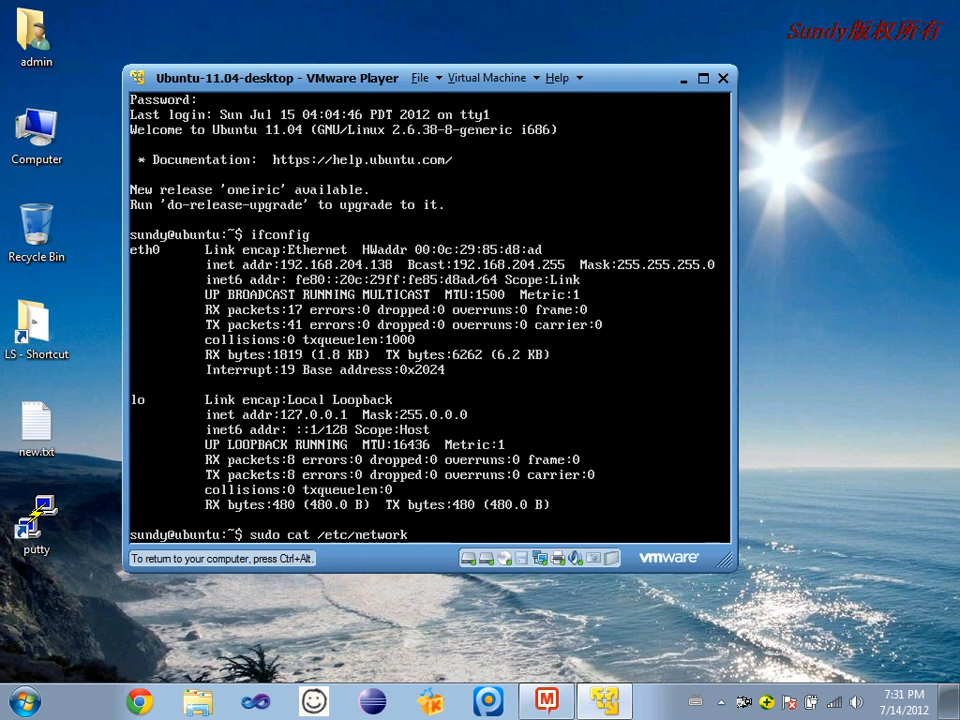 Sundy版权所有
admin
Computer
Recycle Bin
LS - Shortcut
new.txt
putty
Ubuntu-11.04-desktop - VMware Player File Virtual Machine Help
Password:
Last login: Sun Jul 15 04:04:46 PDT 2012 on tty1
Welcome to Ubuntu 11.04 (GNU/Linux 2.6.38-8-generic i686)
* Documentation: https://help.ubuntu.com/
New release 'oneiric' available.
Run 'do-release-upgrade' to upgrade to it.
sundy@ubuntu:~$ ifconfig
eth0 Link encap:Ethernet HWaddr 00:0c:29:85:d8:ad
inet addr:192.168.204.138 Bcast:192.168.204.255 Mask:255.255.255.0
inet6 addr: fe80::20c:29ff:fe85:d8ad/64 Scope:Link
UP BROADCAST RUNNING MULTICAST MTU:1500 Metric:1
RX packets:17 errors:0 dropped:0 overruns:0 frame:0
TX packets:41 errors:0 dropped:0 overruns:0 carrier:0
collisions:0 txqueuelen:1000
RX bytes:1819 (1.8 KB) TX bytes:6262 (6.2 KB)
Interrupt:19 Base address:0x2024
lo Link encap:Local Loopback
inet addr:127.0.0.1 Mask:255.0.0.0
inet6 addr: ::1/128 Scope:Host
UP LOOPBACK RUNNING MTU:16436 Metric:1
RX packets:8 errors:0 dropped:0 overruns:0 frame:0
TX packets:8 errors:0 dropped:0 overruns:0 carrier:0
collisions:0 txqueuelen:0
RX bytes:480 (480.0 B) TX bytes:480 (480.0 B)
sundy@ubuntu:~$ sudo cat /etc/network
To return to your computer, press Ctrl+Alt.
vmware
7:31 PM
7/14/2012